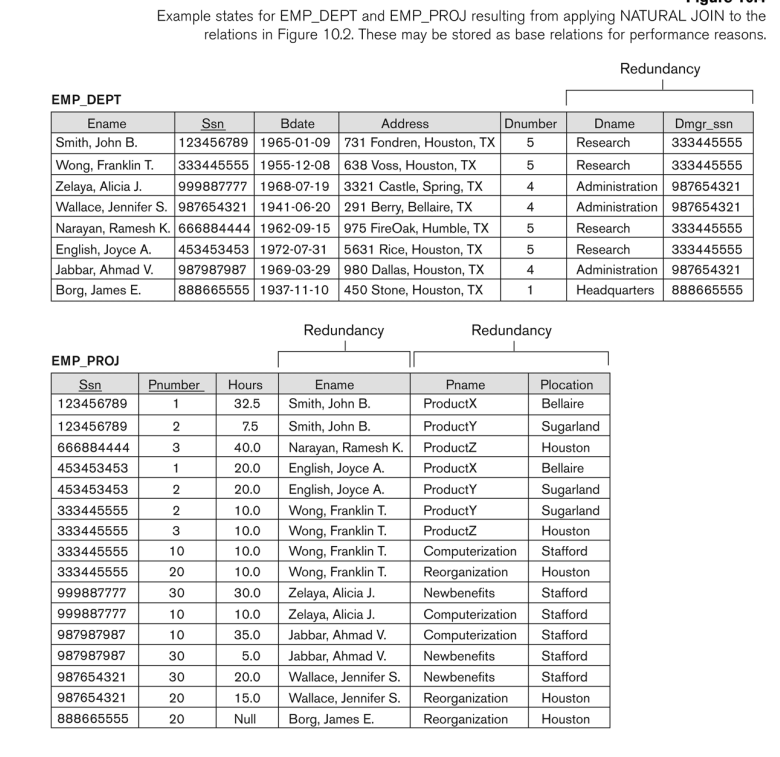 Example states for EMP_DEPT and EMP_PROJ resulting from applying NATURAL JOIN to the
relations in Figure 10.2. These may be stored as base relations for performance reasons.
Redundancy
EMP_DEPT
Ename Ssn Bdate Address Dnumber Dname Dmgr_ssn
Smith, John B. 123456789 1965-01-09 731 Fondren, Houston, TX 5 Research 333445555
Wong, Franklin T. 333445555 1955-12-08 638 Voss, Houston, TX 5 Research 333445555
Zelaya, Alicia J. 999887777 1968-07-19 3321 Castle, Spring, TX 4 Administration 987654321
Wallace, Jennifer S. 987654321 1941-06-20 291 Berry, Bellaire, TX 4 Administration 987654321
Narayan, Ramesh K. 666884444 1962-09-15 975 FireOak, Humble, TX 5 Research 333445555
English, Joyce A. 453453453 1972-07-31 5631 Rice, Houston, TX 5 Research 333445555
Jabbar, Ahmad V. 987987987 1969-03-29 980 Dallas, Houston, TX 4 Administration 987654321
Borg, James E. 888665555 1937-11-10 450 Stone, Houston, TX 1 Headquarters 888665555
Redundancy Redundancy
EMP_PROJ
Ssn Pnumber Hours Ename Pname Plocation
123456789 1 32.5 Smith, John B. ProductX Bellaire
123456789 2 7.5 Smith, John B. ProductY Sugarland
666884444 3 40.0 Narayan, Ramesh K. ProductZ Houston
453453453 1 20.0 English, Joyce A. ProductX Bellaire
453453453 2 20.0 English, Joyce A. ProductY Sugarland
333445555 2 10.0 Wong, Franklin T. ProductY Sugarland
333445555 3 10.0 Wong, Franklin T. ProductZ Houston
333445555 10 10.0 Wong, Franklin T. Computerization Stafford
333445555 20 10.0 Wong, Franklin T. Reorganization Houston
999887777 30 30.0 Zelaya, Alicia J. Newbenefits Stafford
999887777 10 10.0 Zelaya, Alicia J. Computerization Stafford
987987987 10 35.0 Jabbar, Ahmad V. Computerization Stafford
987987987 30 5.0 Jabbar, Ahmad V. Newbenefits Stafford
987654321 30 20.0 Wallace, Jennifer S. Newbenefits Stafford
987654321 20 15.0 Wallace, Jennifer S. Reorganization Houston
888665555 20 Null Borg, James E. Reorganization Houston